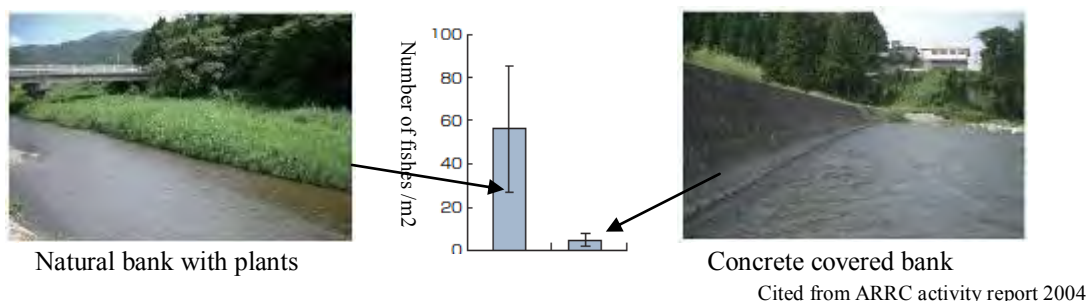 100
80
60
40
20
0
Number of fishes /m2
Natural bank with plants
Concrete covered bank
Cited from ARRC activity report 2004